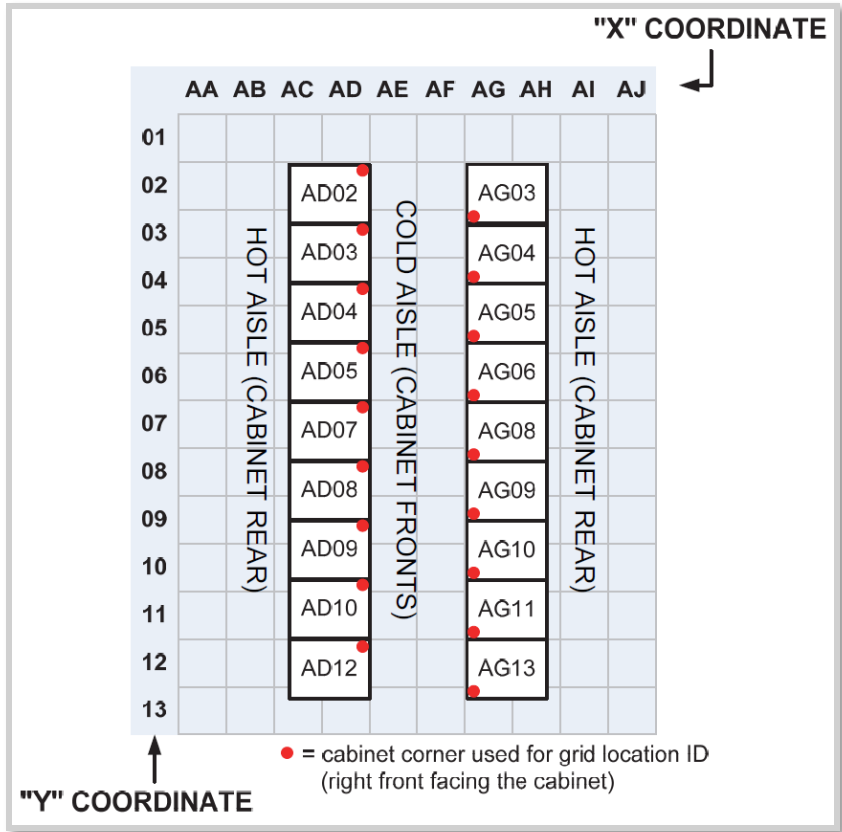 "X" COORDINATE
AA AB AC AD AE AF AG AH AI AJ
01
02
03
04
05
06
07
08
09
10
11
12
13
AD02
AD03
AD04
AD05
AD07
AD08
AD09
AD10
AD12
AG03
AG04
AG05
AG06
AG08
AG09
AG10
AG11
AG13
HOT AISLE (CABINET REAR)
COLD AISLE (CABINET FRONTS)
HOT AISLE (CABINET REAR)
= cabinet corner used for grid location ID
(right front facing the cabinet)
"Y" COORDINATE